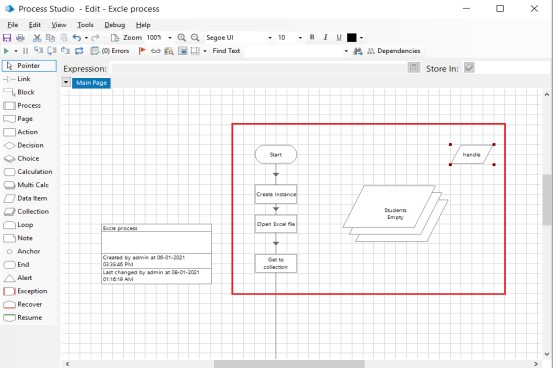 Process Studio - Edit - Excle process
File Edit View Tools Debug Help
Zoom 100% Segoe UI 10 B I U
(0) Errors Find Text Dependencies
Pointer
Link
Block
Process
Page
Action
Decision
Choice
Calculation
Multi Calc
Data Item
Collection
Loop
Note
Anchor
End
Alert
Exception
Recover
Resume
Expression: Store In:
Main Page
Start
Create Instance
Open Excel file
Get to
collection
handle
Students
Empty
Excle process
Created by admin at 06-01-2021
03:35:46 PM
Last changed by admin at 08-01-2021
01:16:19 AM